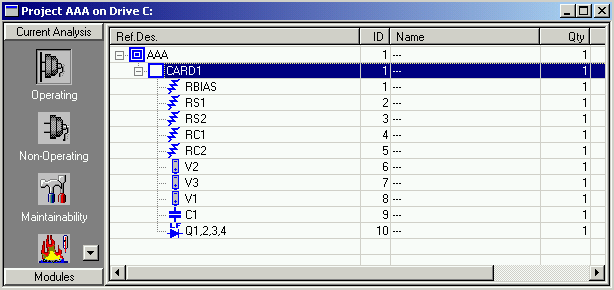 Project AAA on Drive C:
Current Analysis
Operating
Non-Operating
Maintainability
Modules
Ref.Des. ID Name Qty
AAA 1 --- 1
CARD1 1 --- 1
RBIAS 1 --- 1
RS1 2 --- 1
RS2 3 --- 1
RC1 4 --- 1
RC2 5 --- 1
V2 6 --- 1
V3 7 --- 1
V1 8 --- 1
C1 9 --- 1
LF Q1,2,3,4 10 --- 1